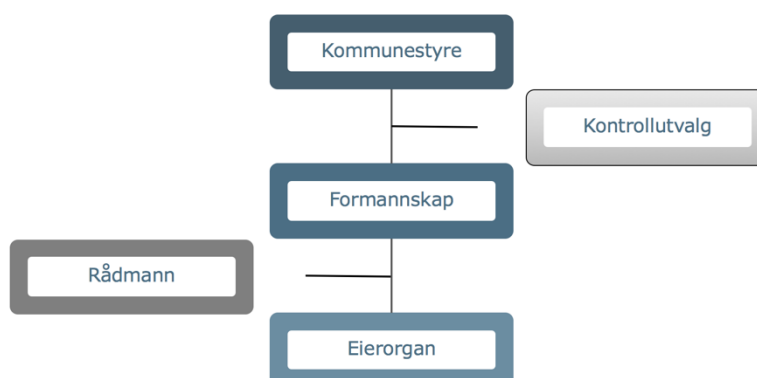 Kommunestyre
Kontrollutvalg
Formannskap
Rådmann
Eierorgan